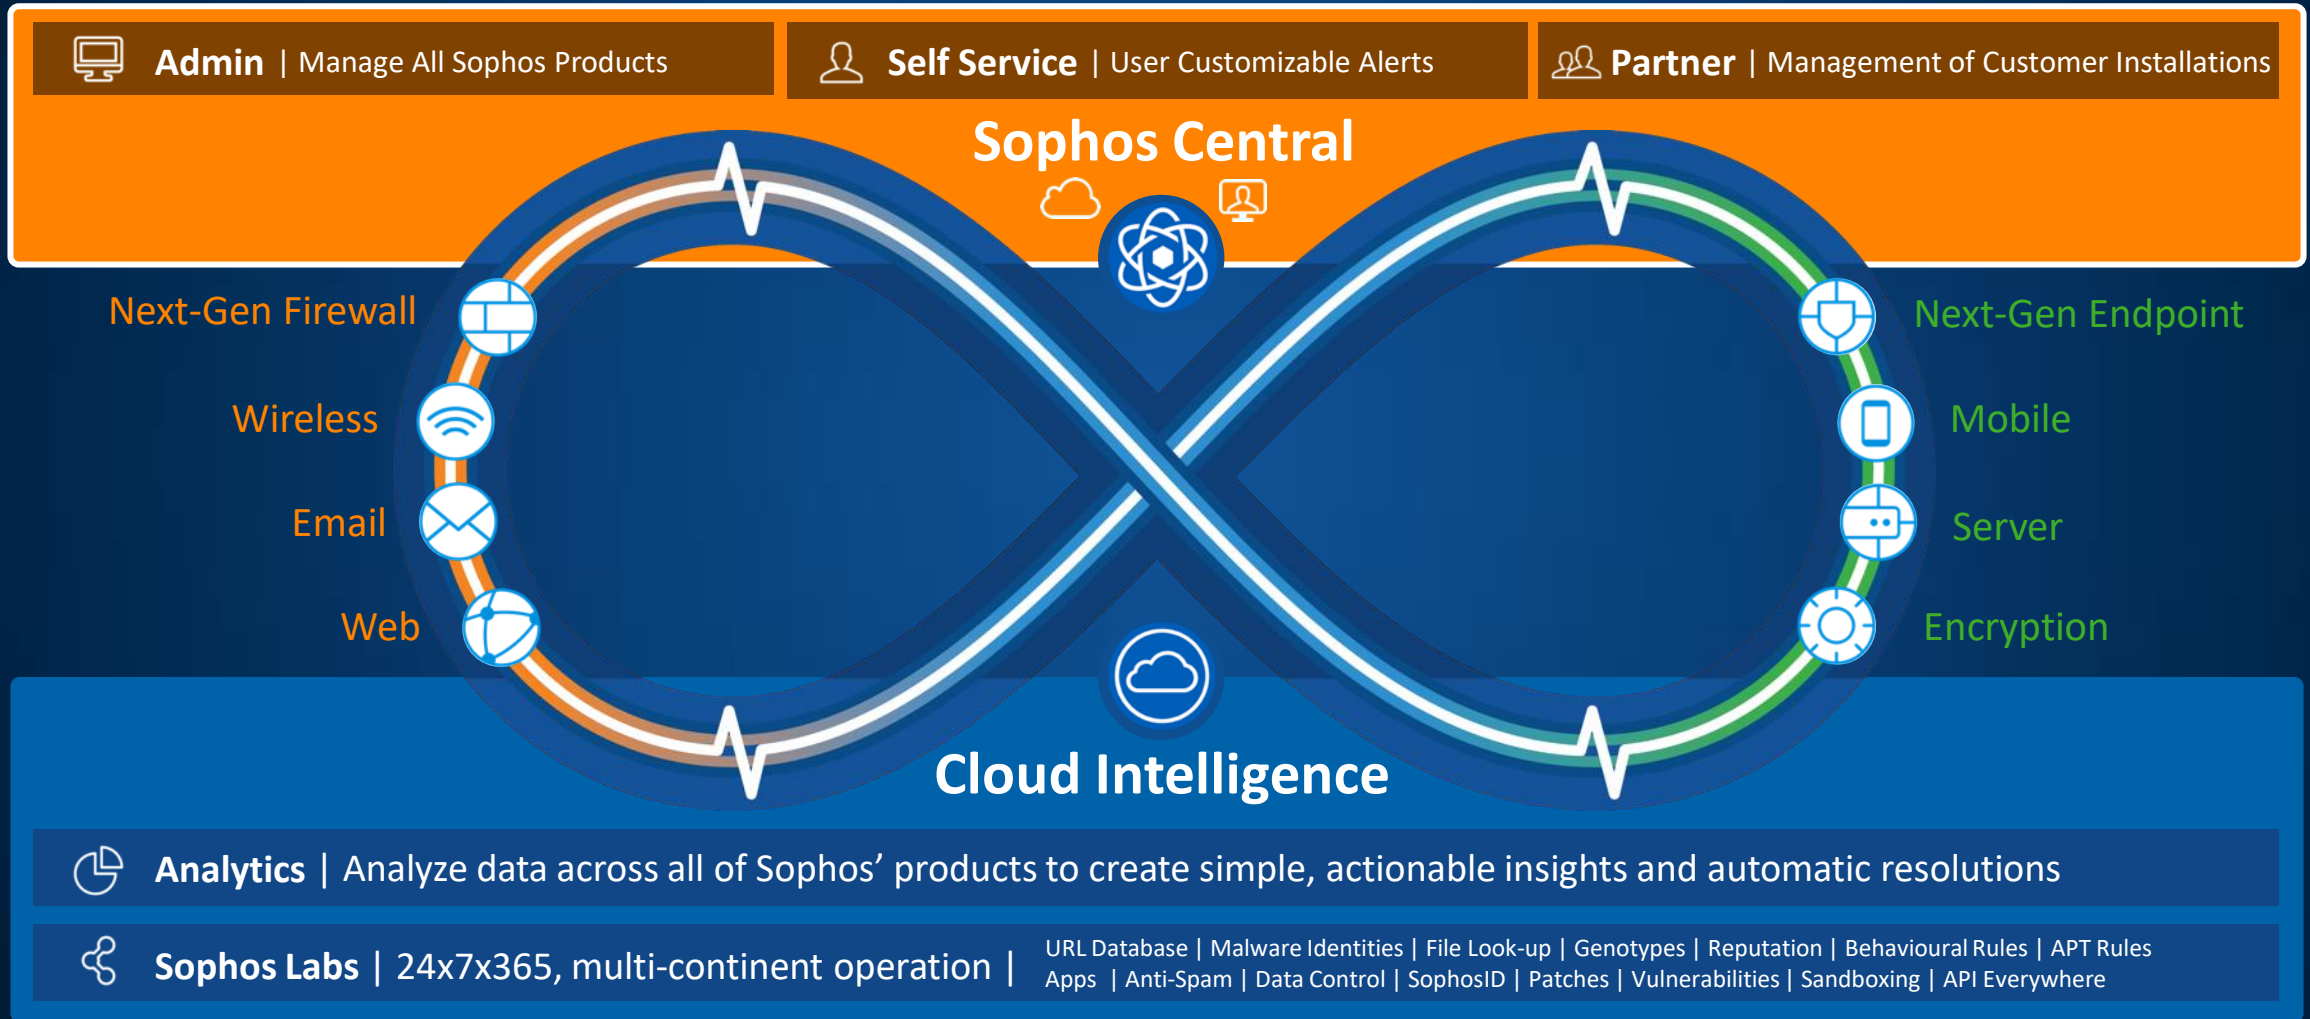 Admin | Manage All Sophos Products
Self Service | User Customizable Alerts
Partner | Management of Customer Installations
Sophos Central
Next-Gen Firewall
Wireless
Email
Web
Next-Gen Endpoint
Mobile
Server
Encryption
Cloud Intelligence
Analytics | Analyze data across all of Sophos’ products to create simple, actionable insights and automatic resolutions
Sophos Labs | 24x7x365, multi-continent operation |
URL Database | Malware Identities | File Look-up | Genotypes | Reputation | Behavioural Rules | APT Rules
Apps | Anti-Spam | Data Control | SophosID | Patches | Vulnerabilities | Sandboxing | API Everywhere